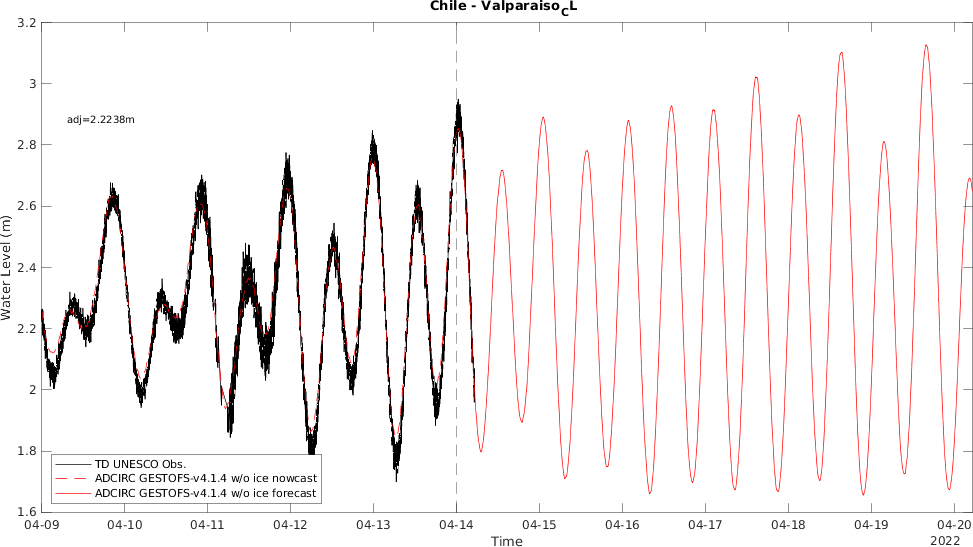 Chile - Valparaiso_CL
3.2
3
2.8
2.6
2.4
2.2
2
1.8
1.6
Water Level (m)
adj=2.2238m
TD UNESCO Obs.
ADCIRC GESTOFS-v4.1.4 w/o ice nowcast
ADCIRC GESTOFS-v4.1.4 w/o ice forecast
04-09 04-10 04-11 04-12 04-13 04-14 04-15 04-16 04-17 04-18 04-19 04-20
Time
2022